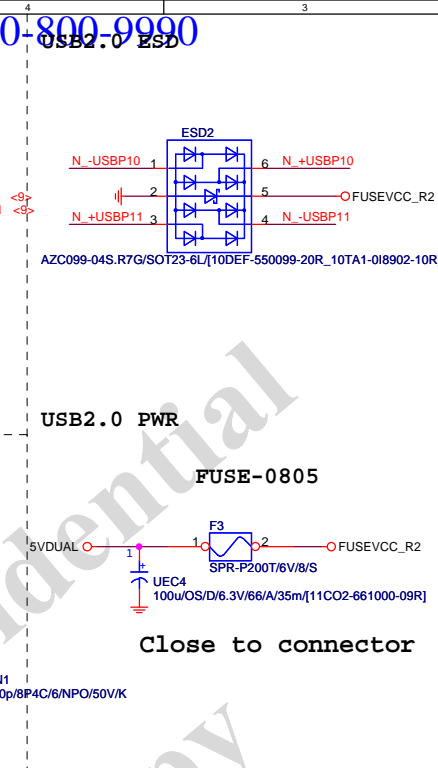 4
3
0-800-9990
USB2.0 ESD
ESD2
N_-USBP10
1
6
N_+USBP10
<9>
<9>
2
5
FUSEVCC_R2
N_+USBP11
3
4
N_-USBP11
AZC099-04S.R7G/SOT23-6L/[10DEF-550099-20R_10TA1-0I8902-10R
USB2.0 PWR
FUSE-0805
F3
5VDUAL
1
2
FUSEVCC_R2
SPR-P200T/6V/8/S
1
+
UEC4
100u/OS/D/6.3V/66/A/35m/[11CO2-661000-09R]
Close to connector
N1
0p/8P4C/6/NPO/50V/K
idential
py